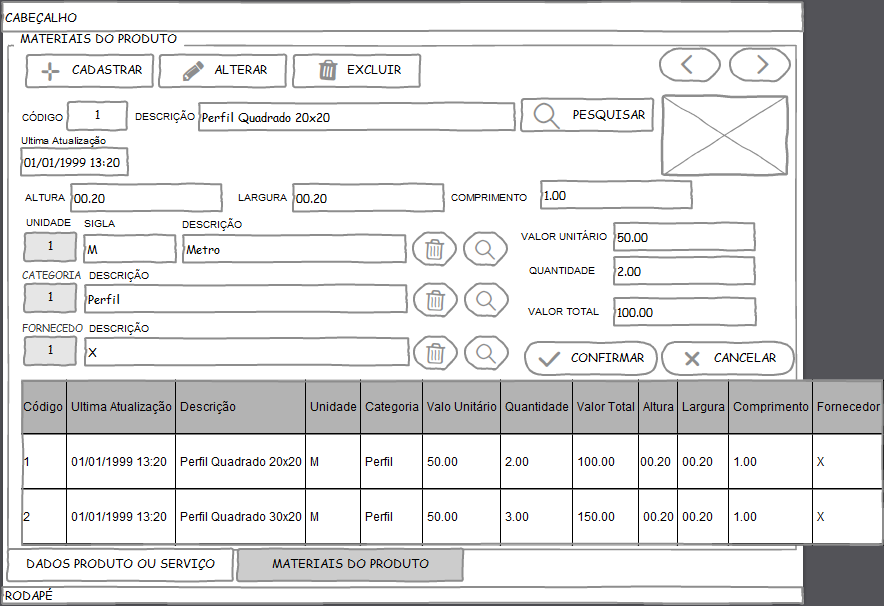 CABEÇALHO
MATERIAIS DO PRODUTO
CADASTRAR ALTERAR EXCLUIR
CÓDIGO 1 DESCRIÇÃO Perfil Quadrado 20x20 PESQUISAR
Ultima Atualização
01/01/1999 13:20
ALTURA 00.20 LARGURA 00.20 COMPRIMENTO 1.00
UNIDADE SIGLA DESCRIÇÃO
1 M Metro VALOR UNITÁRIO 50.00
CATEGORIA DESCRIÇÃO QUANTIDADE 2.00
1 Perfil VALOR TOTAL 100.00
FORNECEDO DESCRIÇÃO
1 X CONFIRMAR CANCELAR
Código Ultima Atualização Descrição Unidade Categoria Valo Unitário Quantidade Valor Total Altura Largura Comprimento Fornecedor
1 01/01/1999 13:20 Perfil Quadrado 20x20 M Perfil 50.00 2.00 100.00 00.20 00.20 1.00 X
2 01/01/1999 13:20 Perfil Quadrado 30x20 M Perfil 50.00 3.00 150.00 00.20 00.20 1.00 X
DADOS PRODUTO OU SERVIÇO MATERIAIS DO PRODUTO
RODAPÉ